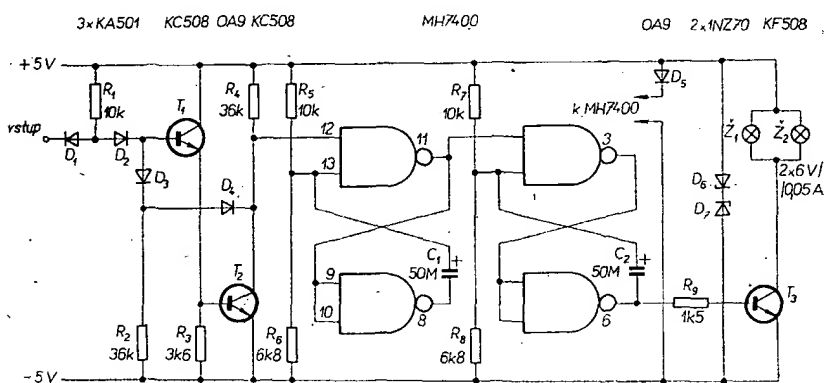 3×KA501 KC508 OA9 KC508 MH7400 OA9 2×1NZ70 KF508
+5V
R₁
10k
T₁
R₄
36k
R₅
10k
R₇
10k
D₅
k MH7400
vstup
D₁
D₂
D₃
D₄
12
13
11
3
1
Ž₁
Ž₂
2×6V/
/0,05A
D₆
D₇
C₁
50M
+
C₂
50M
+
T₂
9
10
8
6
R₉
1k5
T₃
R₂
36k
R₃
3k6
R₆
6k8
R₈
6k8
-5V